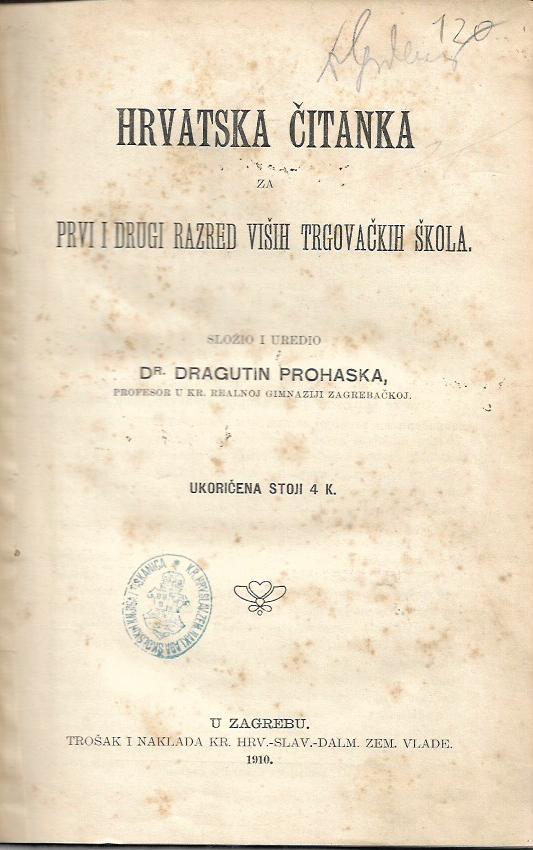 120
HRVATSKA ČITANKA
ZA
PRVI I DRUGI RAZRED VIŠIH TRGOVAČKIH ŠKOLA.
SLOŽIO I UREDIO
DR. DRAGUTIN PROHASKA,
PROFESOR U KR. REALNOJ GIMNAZIJI ZAGREBAČKOJ.
UKORIČENA STOJI 4 K.
U ZAGREBU.
TROŠAK I NAKLADA KR. HRV.-SLAV.-DALM. ZEM. VLADE.
1910.